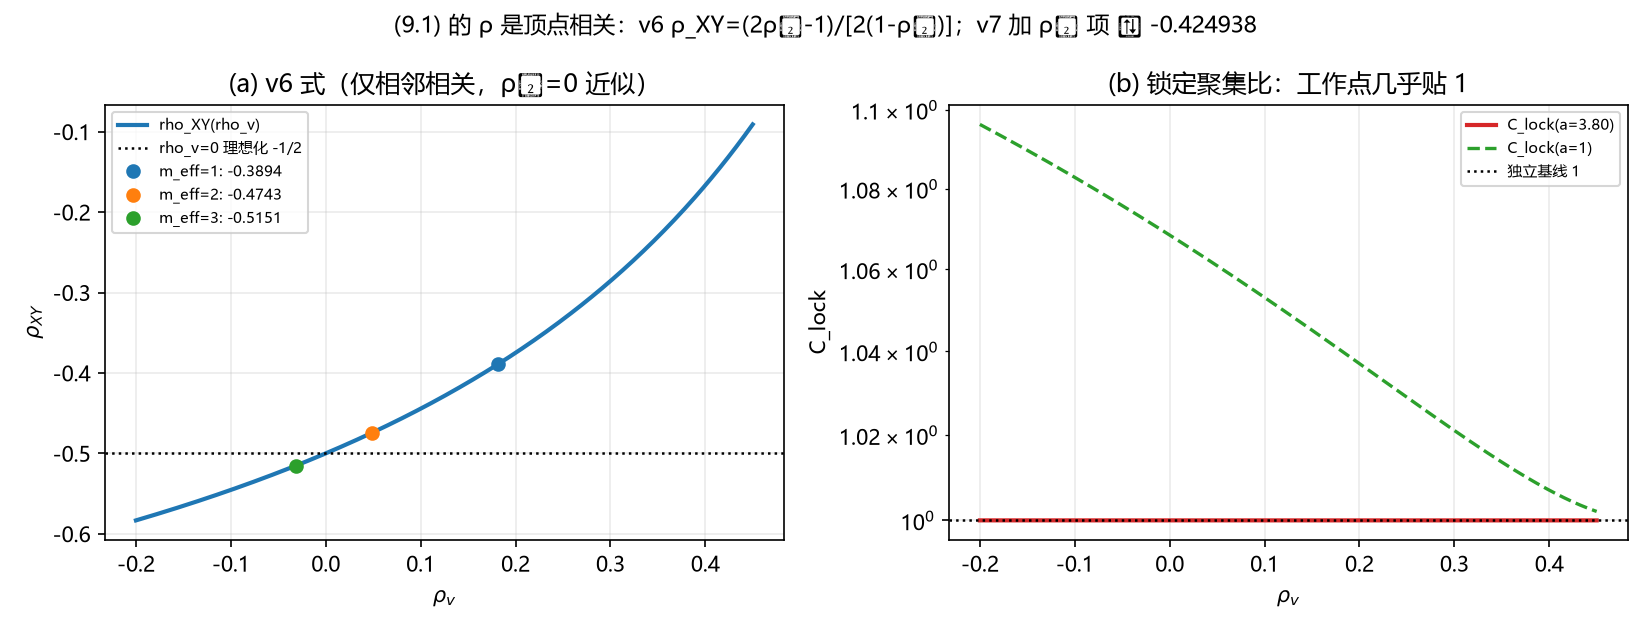 (9.1) 的 ρ 是顶点相关：v6 ρ_XY=(2ρ-1)/[2(1-ρ)]；v7 加 ρ 项 -0.424938
(a) v6 式（仅相邻相关，ρ=0 近似）
rho_XY(rho_v)
rho_v=0 理想化 -1/2
m_eff=1: -0.3894
m_eff=2: -0.4743
m_eff=3: -0.5151
-0.1
-0.2
-0.3
-0.4
-0.5
-0.6
ρ_XY
-0.2 -0.1 0.0 0.1 0.2 0.3 0.4
ρ_v
(b) 锁定聚集比：工作点几乎贴 1
C_lock(a=3.80)
C_lock(a=1)
独立基线 1
1.1 × 10⁰
1.08 × 10⁰
1.06 × 10⁰
1.04 × 10⁰
1.02 × 10⁰
10⁰
C_lock
-0.2 -0.1 0.0 0.1 0.2 0.3 0.4
ρ_v